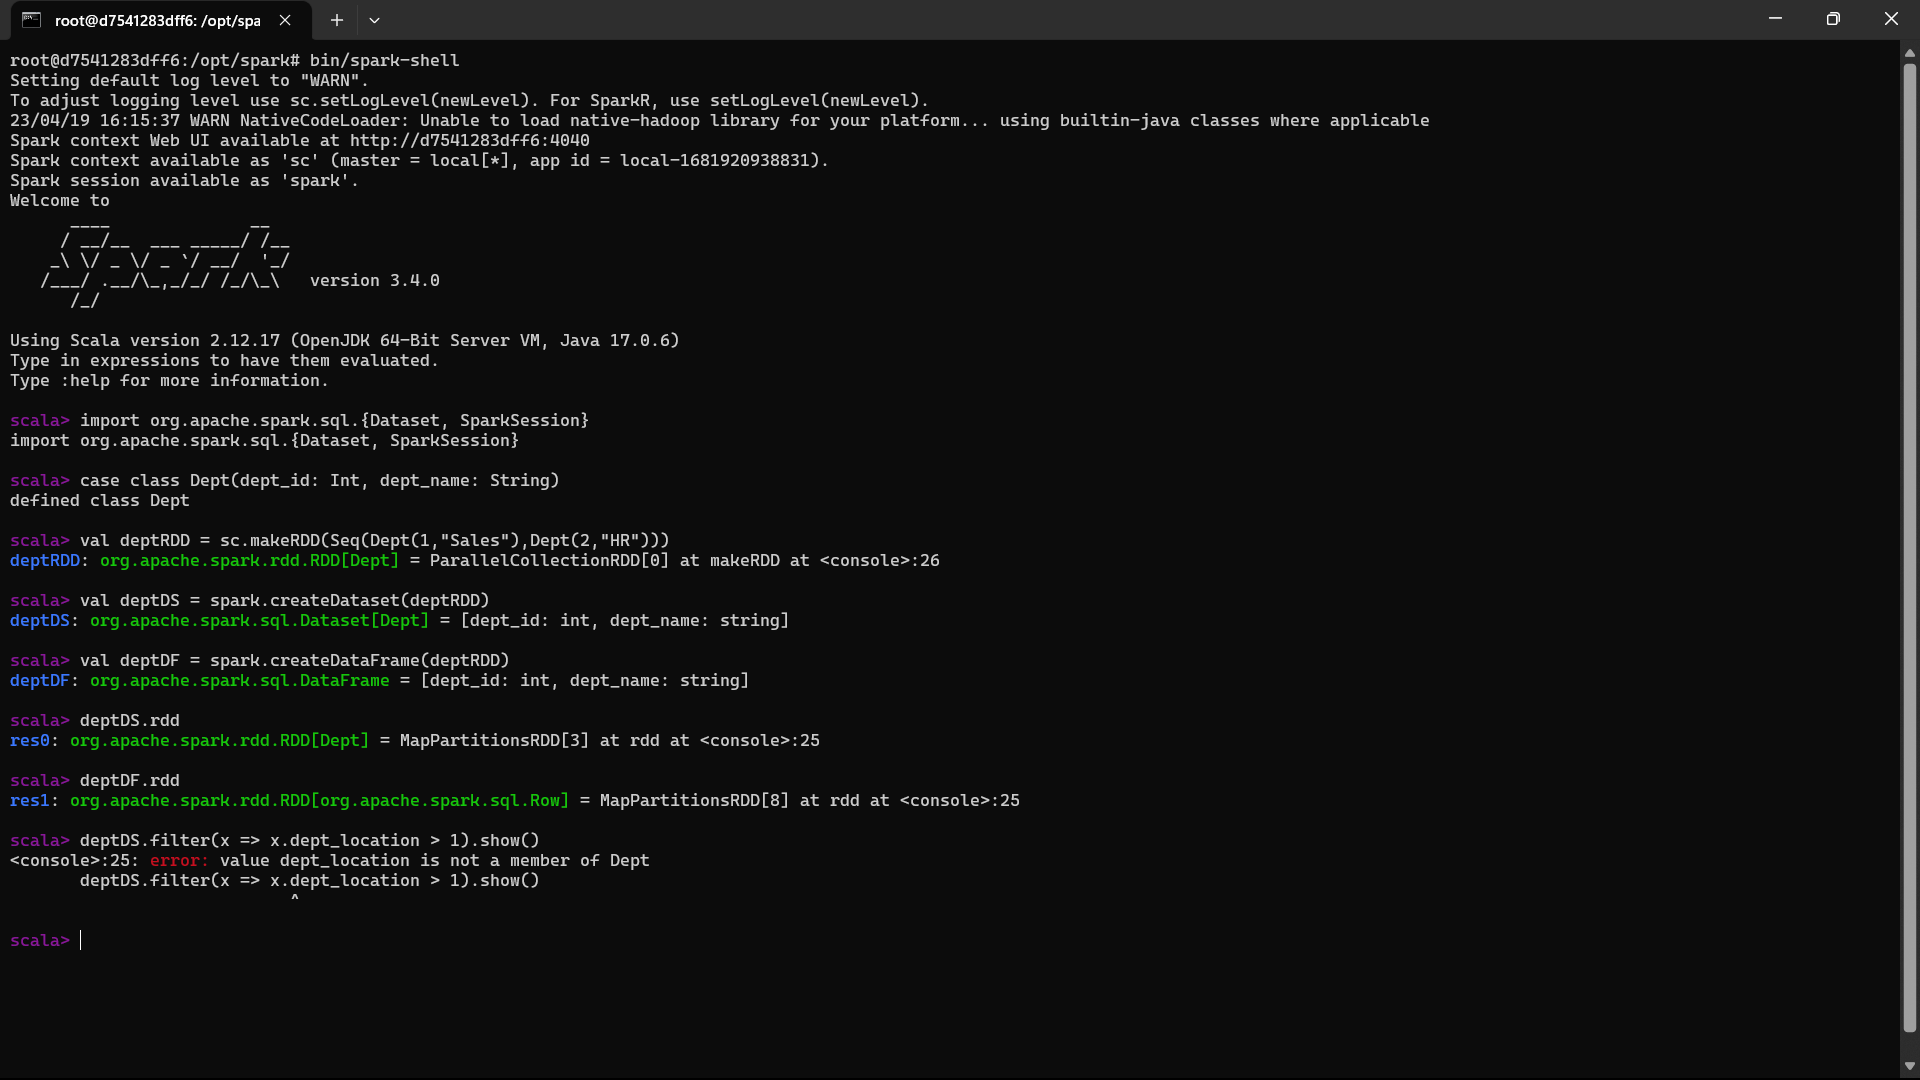 root@d7541283dff6: /opt/spa
root@d7541283dff6:/opt/spark# bin/spark-shell
Setting default log level to "WARN".
To adjust logging level use sc.setLogLevel(newLevel). For SparkR, use setLogLevel(newLevel).
23/04/19 16:15:37 WARN NativeCodeLoader: Unable to load native-hadoop library for your platform... using builtin-java classes where applicable
Spark context Web UI available at http://d7541283dff6:4040
Spark context available as 'sc' (master = local[*], app id = local-1681920938831).
Spark session available as 'spark'.
Welcome to
      ____              __
     / __/__  ___ _____/ /__
    _\ \/ _ \/ _ `/ __/  '_/
   /___/ .__/\_,_/_/ /_/\_\   version 3.4.0
      /_/
Using Scala version 2.12.17 (OpenJDK 64-Bit Server VM, Java 17.0.6)
Type in expressions to have them evaluated.
Type :help for more information.
scala> import org.apache.spark.sql.{Dataset, SparkSession}
import org.apache.spark.sql.{Dataset, SparkSession}
scala> case class Dept(dept_id: Int, dept_name: String)
defined class Dept
scala> val deptRDD = sc.makeRDD(Seq(Dept(1,"Sales"),Dept(2,"HR")))
deptRDD: org.apache.spark.rdd.RDD[Dept] = ParallelCollectionRDD[0] at makeRDD at <console>:26
scala> val deptDS = spark.createDataset(deptRDD)
deptDS: org.apache.spark.sql.Dataset[Dept] = [dept_id: int, dept_name: string]
scala> val deptDF = spark.createDataFrame(deptRDD)
deptDF: org.apache.spark.sql.DataFrame = [dept_id: int, dept_name: string]
scala> deptDS.rdd
res0: org.apache.spark.rdd.RDD[Dept] = MapPartitionsRDD[3] at rdd at <console>:25
scala> deptDF.rdd
res1: org.apache.spark.rdd.RDD[org.apache.spark.sql.Row] = MapPartitionsRDD[8] at rdd at <console>:25
scala> deptDS.filter(x => x.dept_location > 1).show()
<console>:25: error: value dept_location is not a member of Dept
       deptDS.filter(x => x.dept_location > 1).show()
                            ^
scala>